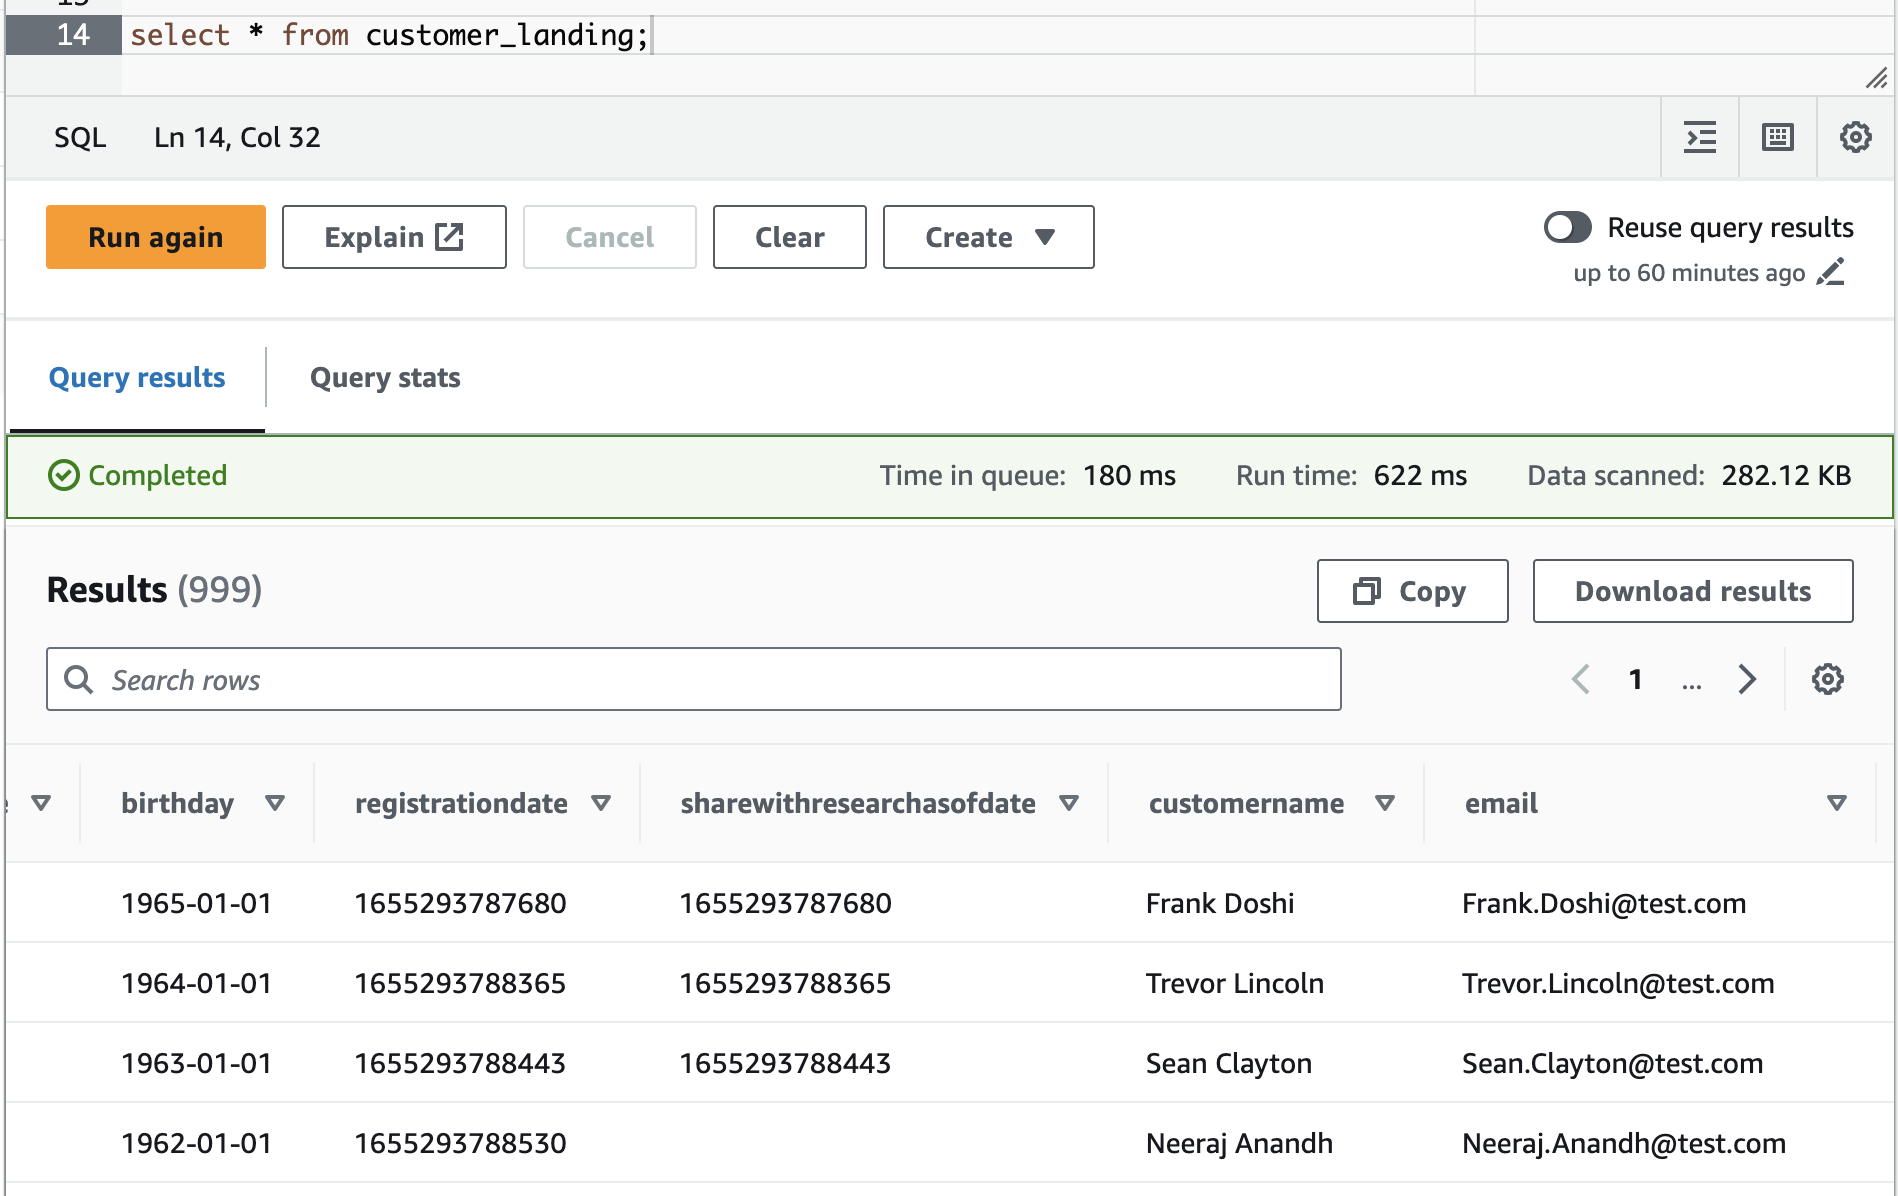 14 select * from customer_landing;
SQL Ln 14, Col 32
Run again Explain Cancel Clear Create Reuse query results
up to 60 minutes ago
Query results Query stats
Completed Time in queue: 180 ms Run time: 622 ms Data scanned: 282.12 KB
Results (999) Copy Download results
Search rows 1 ...
birthday registrationdate sharewithresearchasofdate customername email
1965-01-01 1655293787680 1655293787680 Frank Doshi Frank.Doshi@test.com
1964-01-01 1655293788365 1655293788365 Trevor Lincoln Trevor.Lincoln@test.com
1963-01-01 1655293788443 1655293788443 Sean Clayton Sean.Clayton@test.com
1962-01-01 1655293788530 Neeraj Anandh Neeraj.Anandh@test.com